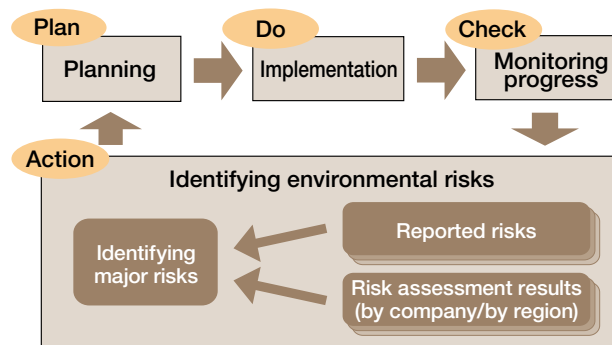 Plan
Planning
Do
Implementation
Check
Monitoring
progress
Action
Identifying environmental risks
Identifying
major risks
Reported risks
Risk assessment results
(by company/by region)